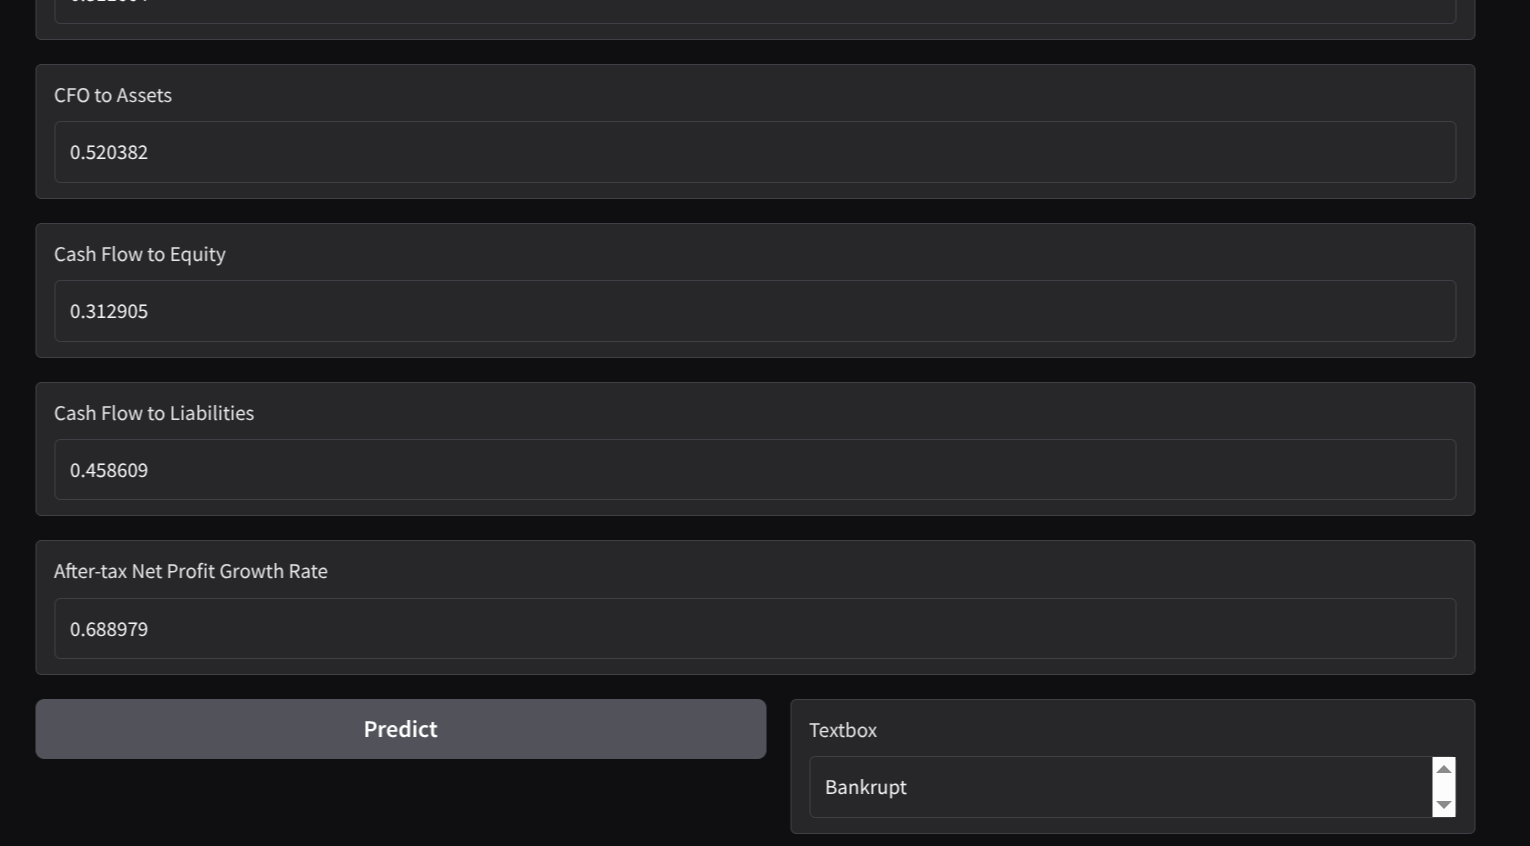 CFO to Assets
0.520382
Cash Flow to Equity
0.312905
Cash Flow to Liabilities
0.458609
After-tax Net Profit Growth Rate
0.688979
Predict
Textbox
Bankrupt